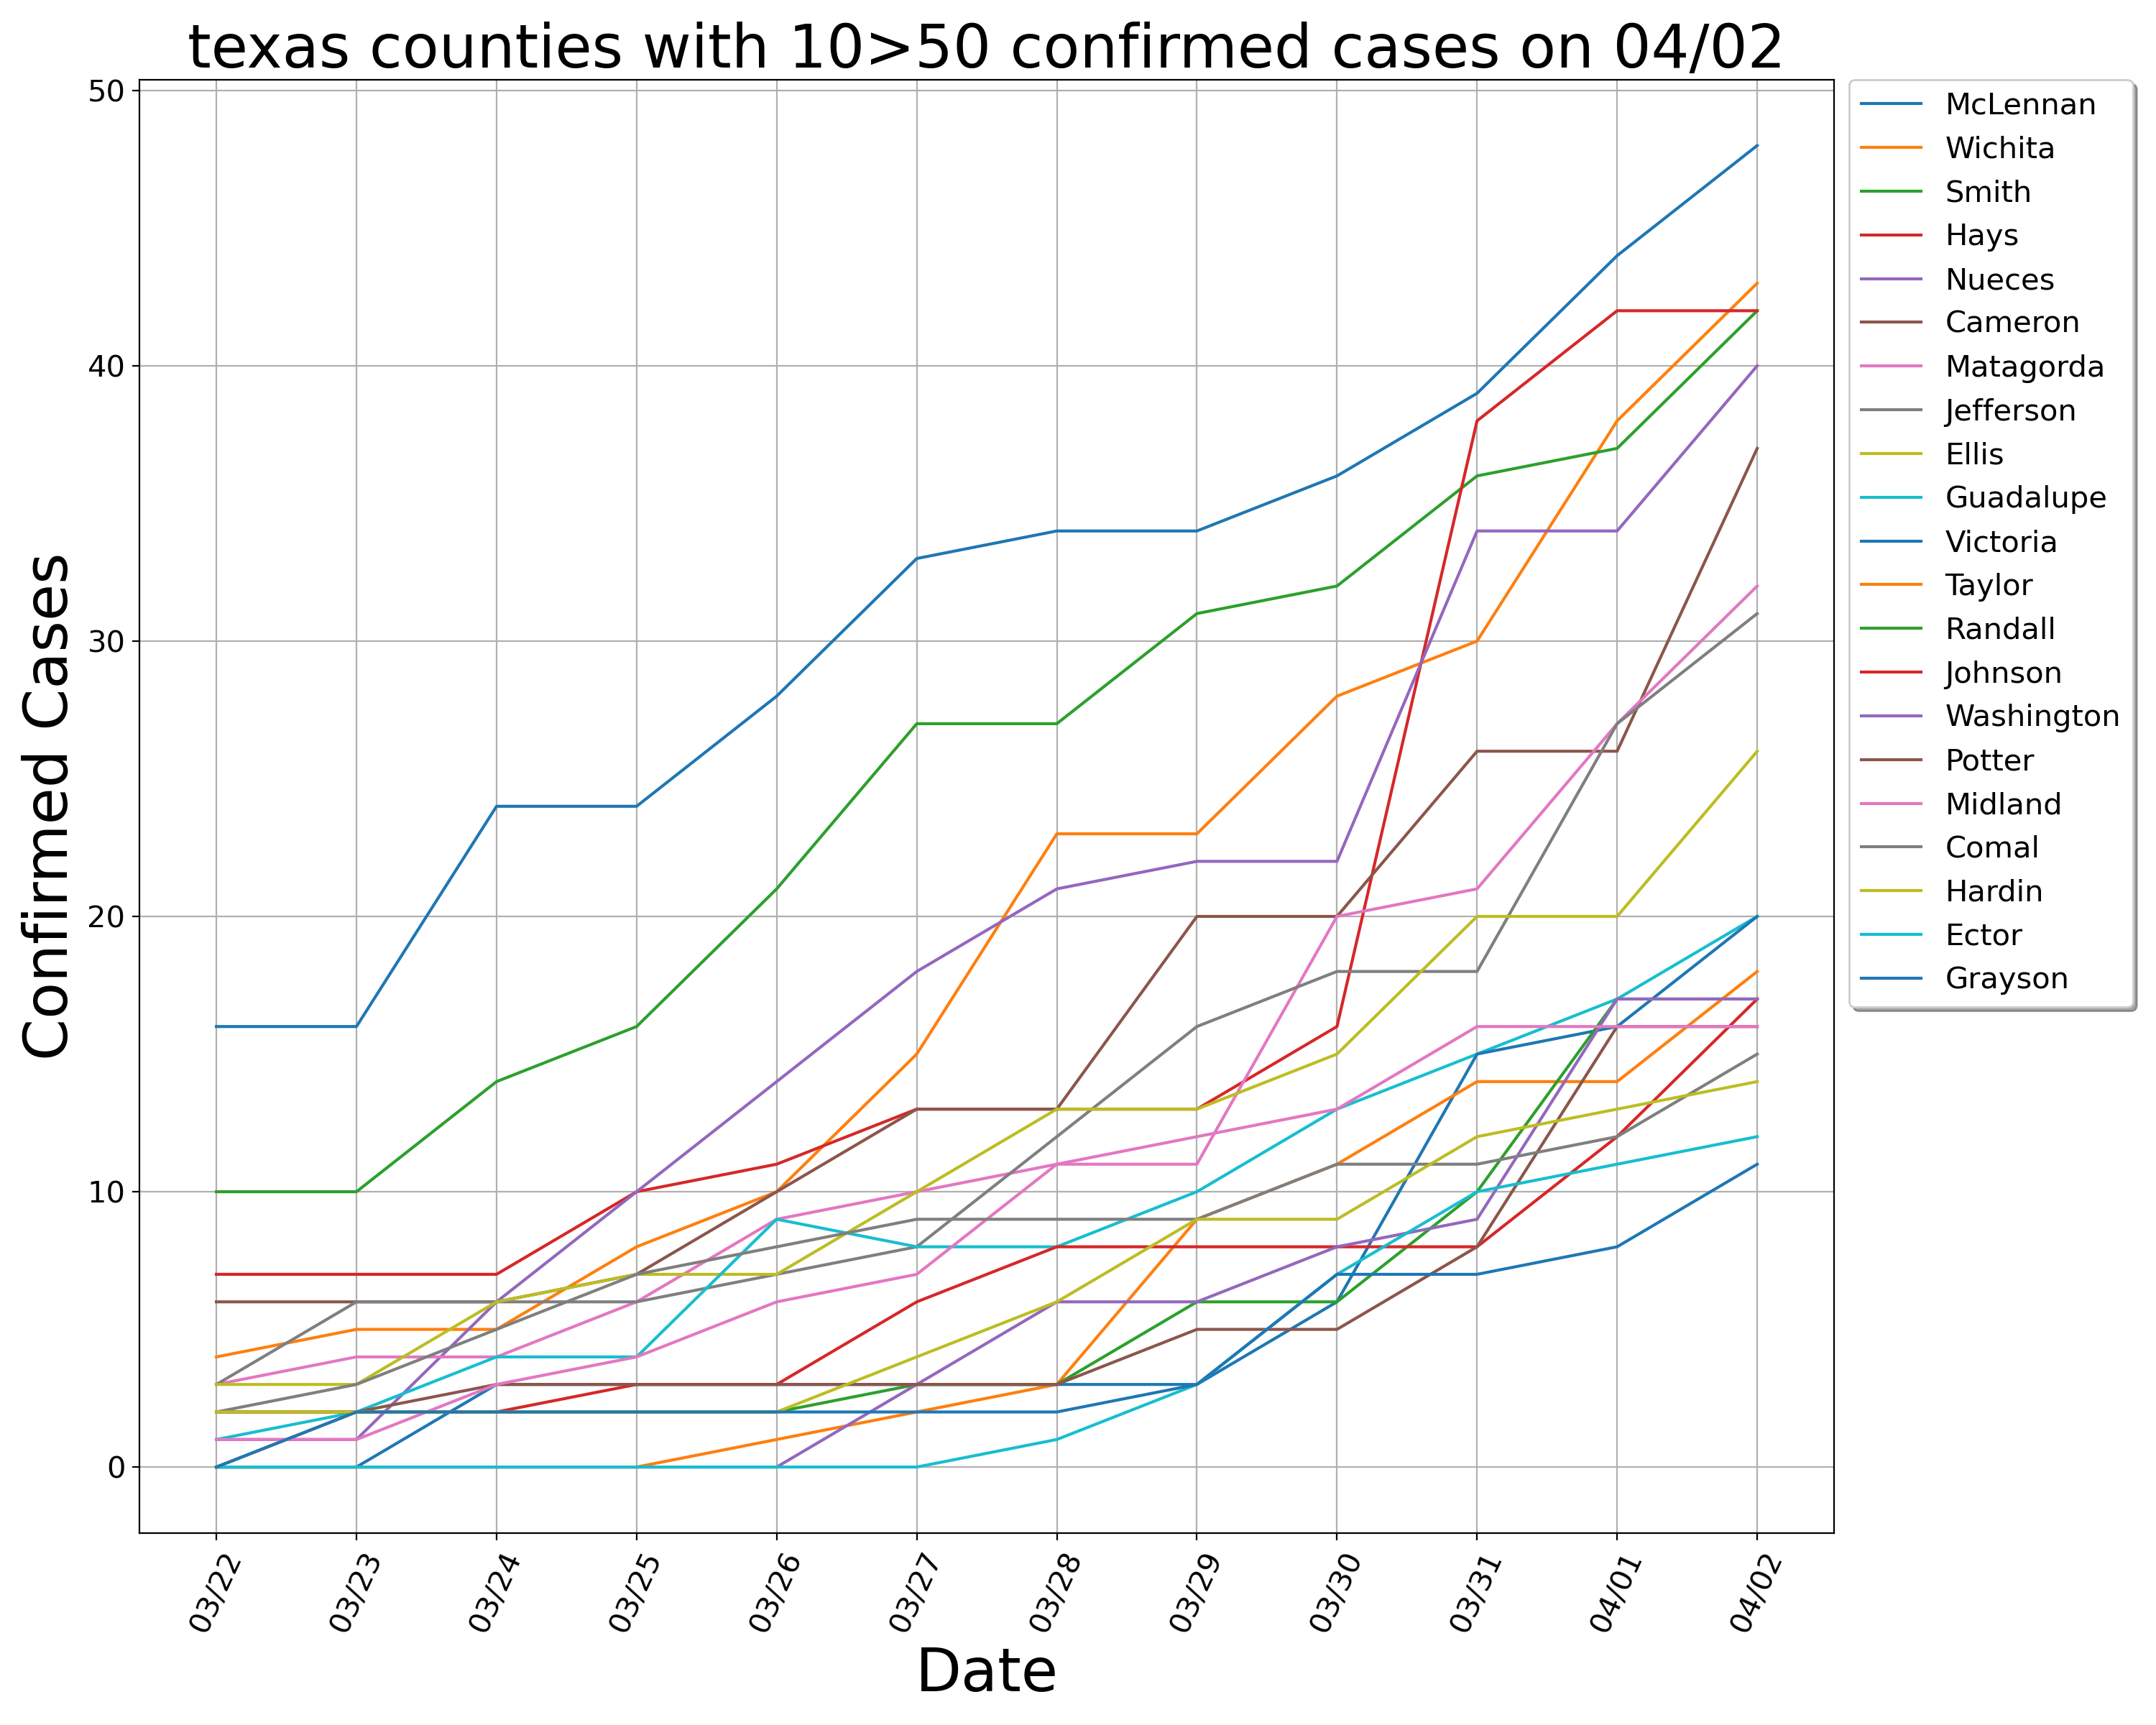 texas counties with 10>50 confirmed cases on 04/02
50
40
30
20
10
0
Confirmed Cases
03/22
03/23
03/24
03/25
03/26
03/27
03/28
03/29
03/30
03/31
04/01
04/02
Date
McLennan
Wichita
Smith
Hays
Nueces
Cameron
Matagorda
Jefferson
Ellis
Guadalupe
Victoria
Taylor
Randall
Johnson
Washington
Potter
Midland
Comal
Hardin
Ector
Grayson